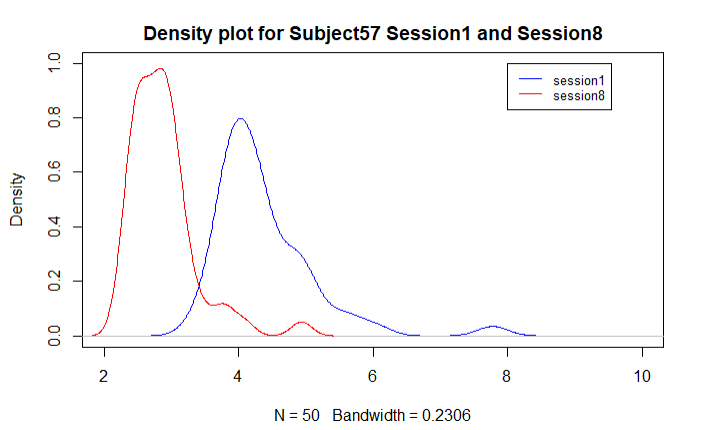 Density plot for Subject57 Session1 and Session8
session1
session8
1.0
0.8
0.6
0.4
0.2
0.0
Density
2 4 6 8 10
N = 50 Bandwidth = 0.2306